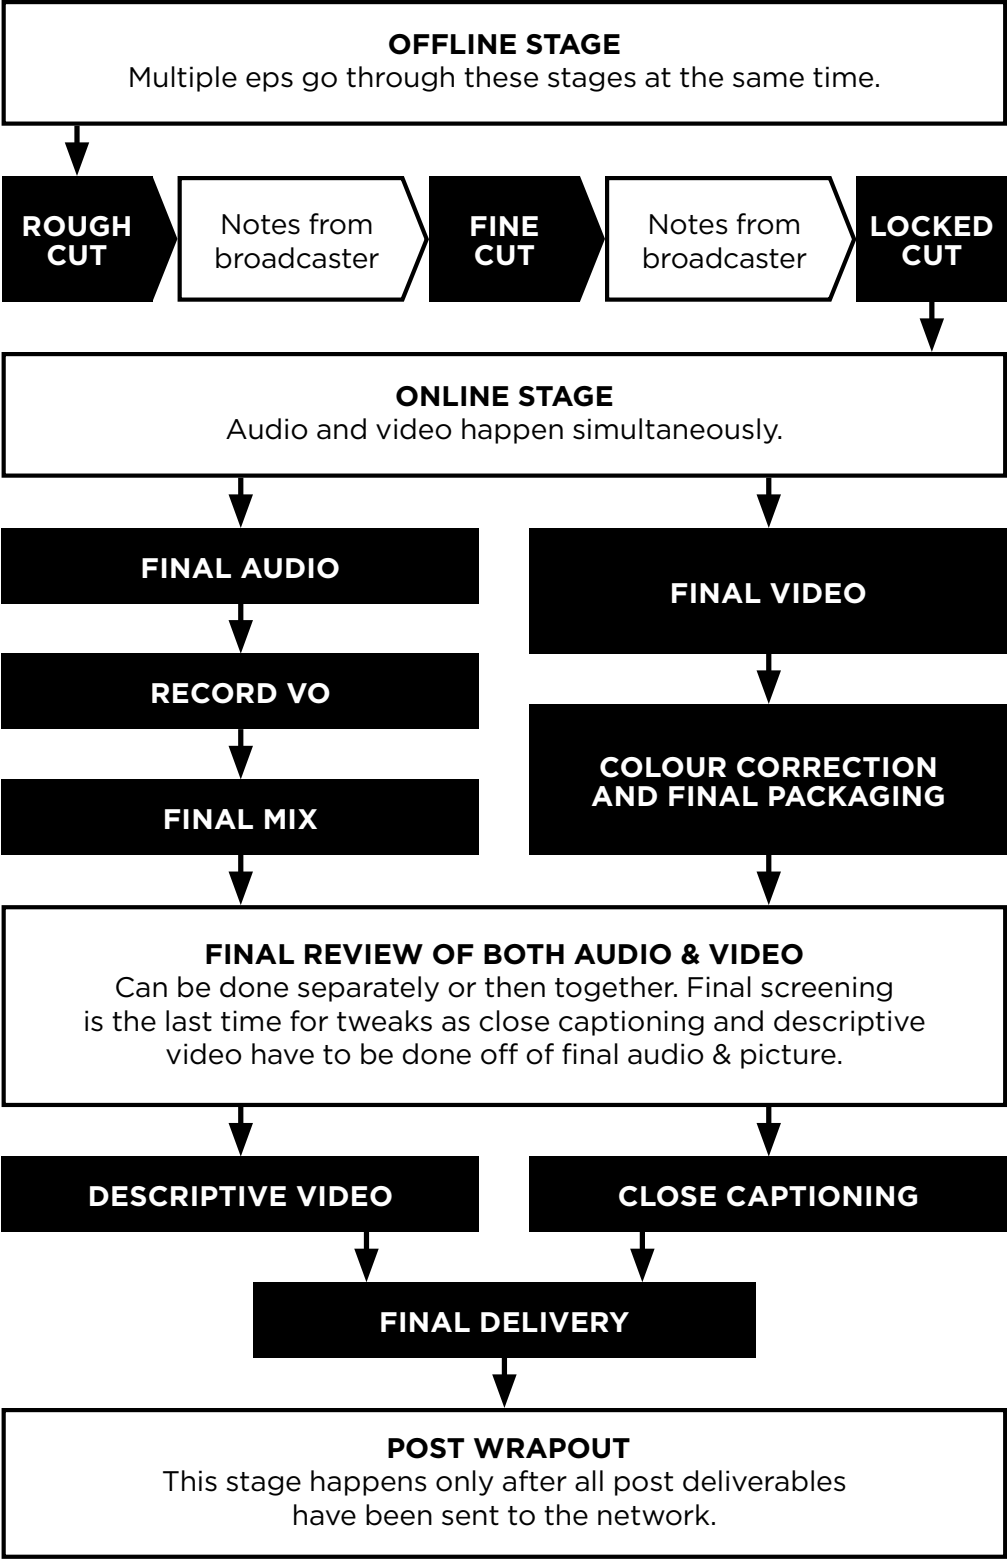 OFFLINE STAGE
Multiple eps go through these stages at the same time.
ROUGH
CUT
Notes from
broadcaster
FINE
CUT
Notes from
broadcaster
LOCKED
CUT
ONLINE STAGE
Audio and video happen simultaneously.
FINAL AUDIO
RECORD VO
FINAL MIX
FINAL VIDEO
COLOUR CORRECTION
AND FINAL PACKAGING
FINAL REVIEW OF BOTH AUDIO & VIDEO
Can be done separately or then together. Final screening
is the last time for tweaks as close captioning and descriptive
video have to be done off of final audio & picture.
DESCRIPTIVE VIDEO
CLOSE CAPTIONING
FINAL DELIVERY
POST WRAPOUT
This stage happens only after all post deliverables
have been sent to the network.